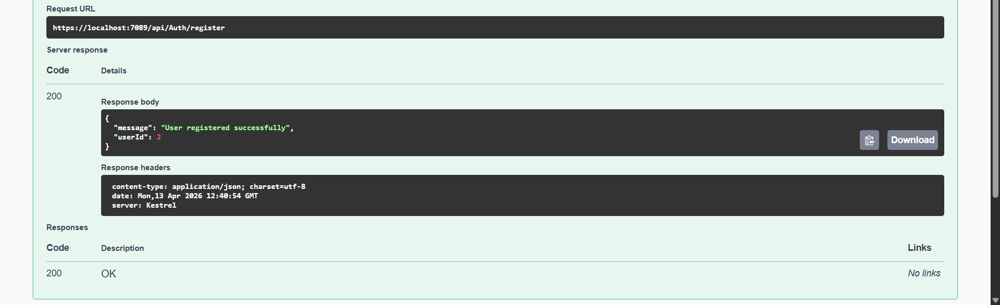 Request URL
https://localhost:7089/api/Auth/register
Server response
Code Details
200
Response body
{
  "message": "User registered successfully",
  "userId": 2
}
Download
Response headers
content-type: application/json; charset=utf-8
date: Mon,13 Apr 2026 12:40:54 GMT
server: Kestrel
Responses
Code Description Links
200 OK No links